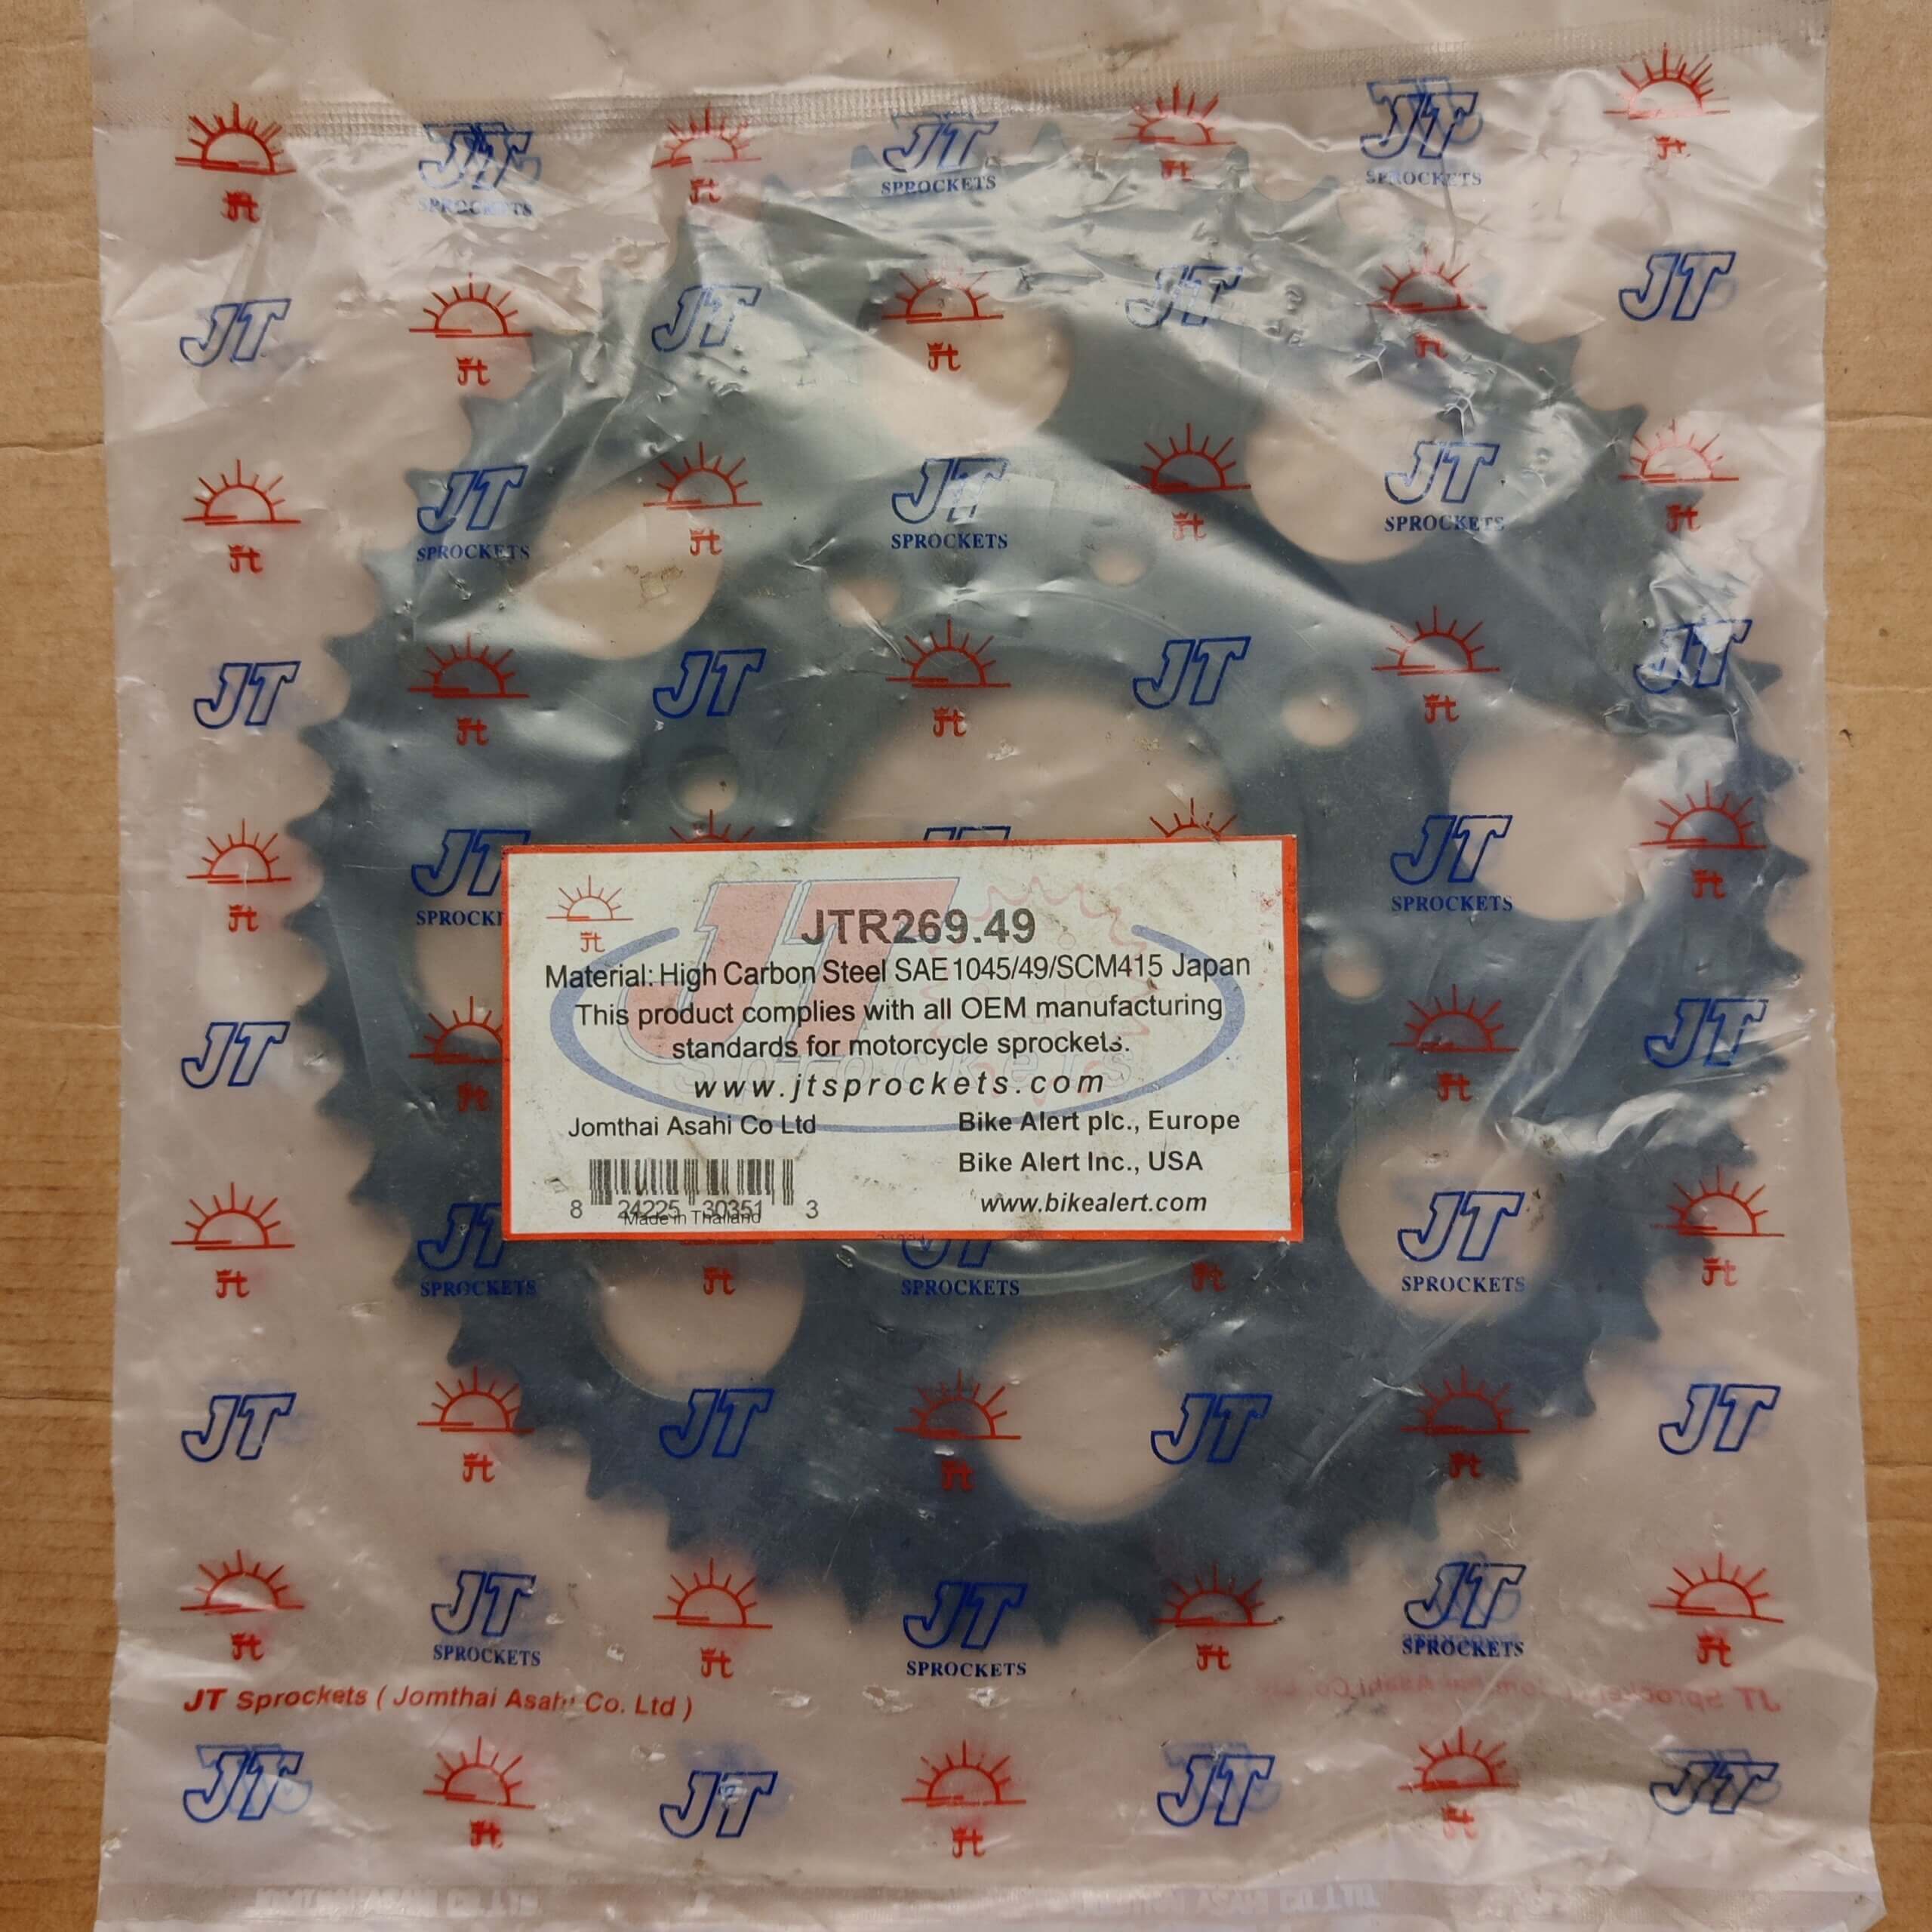 JT SPROCKETS
JTR269.49
Material: High Carbon Steel SAE 1045/49/SCM415 Japan
This product complies with all OEM manufacturing
standards for motorcycle sprockets.
www.jtsprockets.com
Jomthai Asahi Co Ltd
Bike Alert plc., Europe
Bike Alert Inc., USA
www.bikealert.com
8 24225 30351 3
Made in Thailand
JT Sprockets ( Jomthai Asahi Co. Ltd )